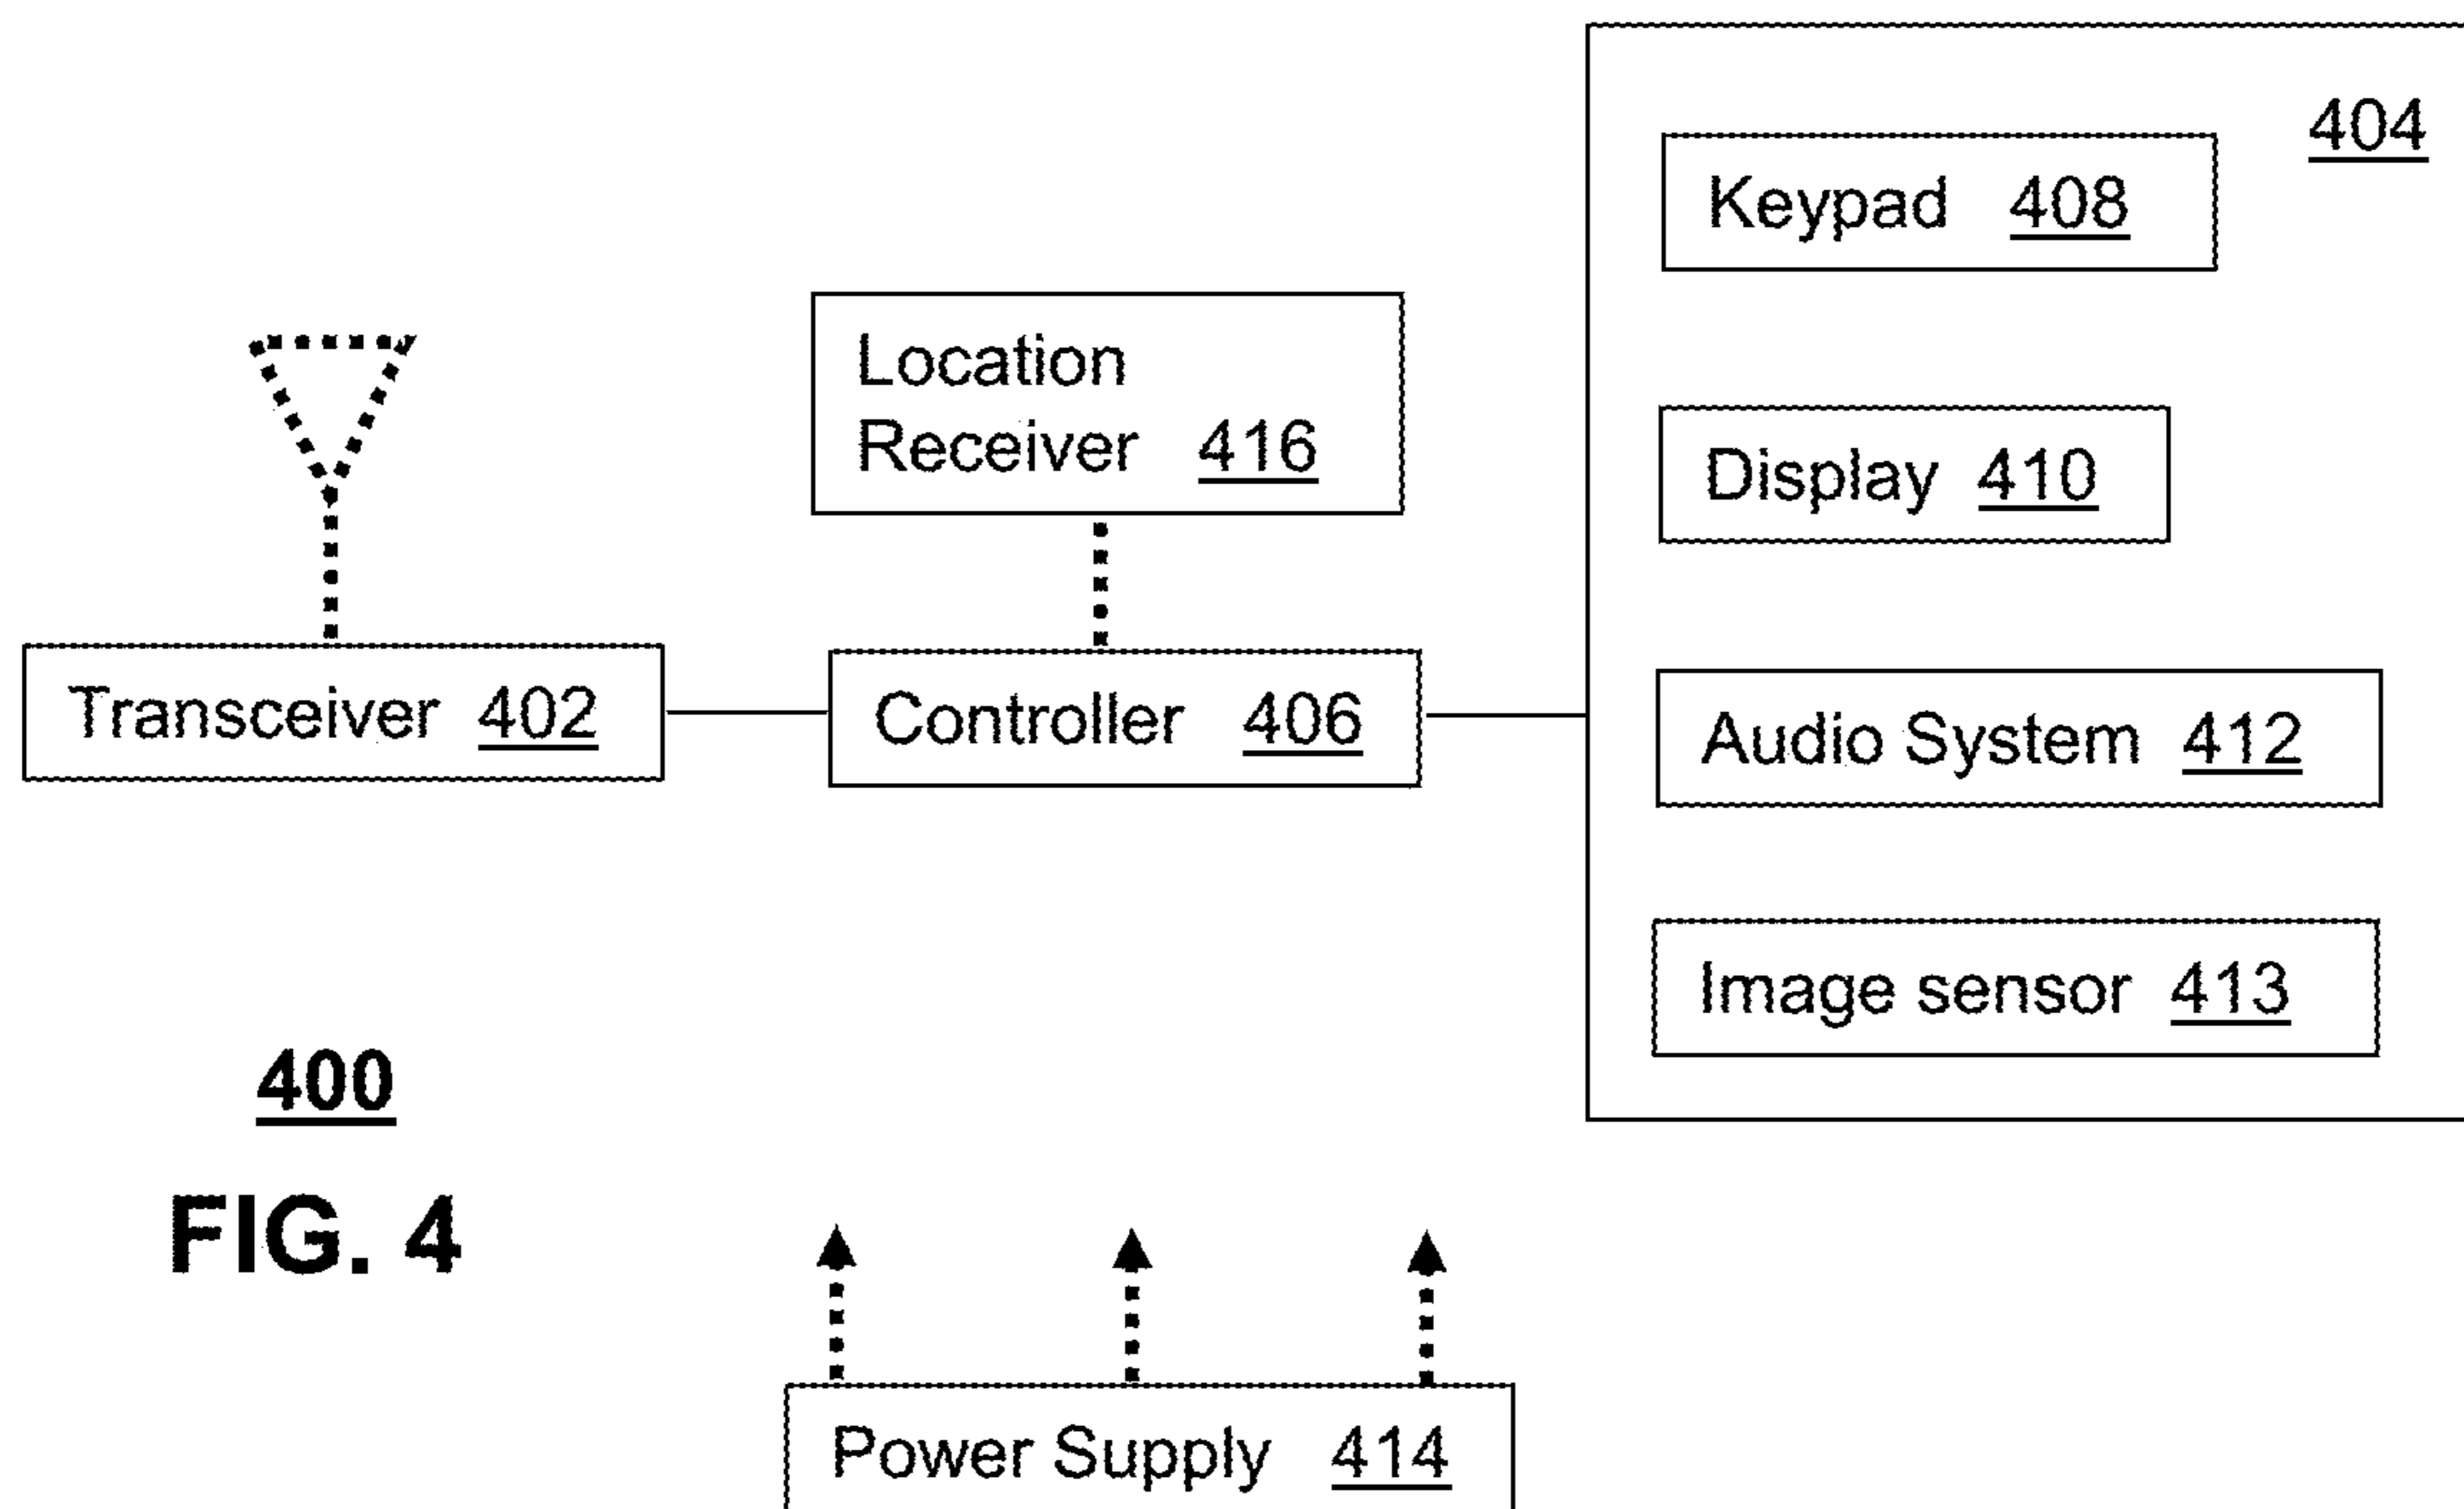 404
Keypad 408
Location
Receiver 416
Display 410
Transceiver 402
Controller 406
Audio System 412
Image sensor 413
400
FIG. 4
Power Supply 414